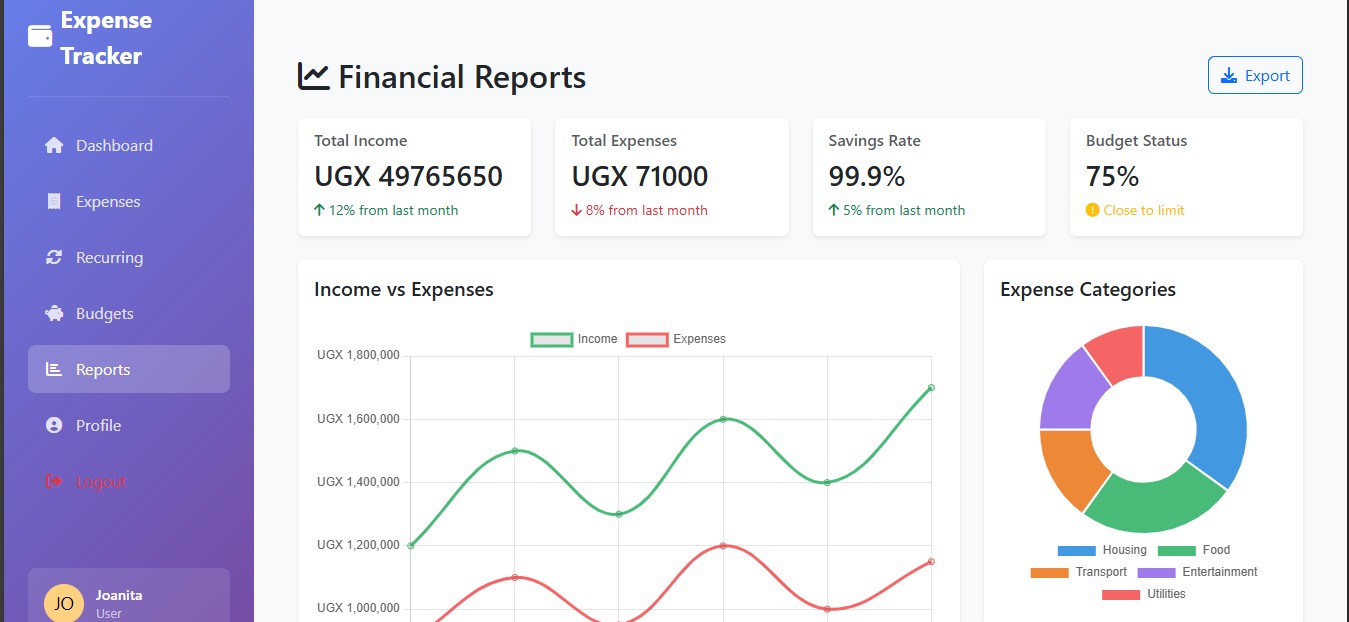 Expense
Tracker
Dashboard
Expenses
Recurring
Budgets
Reports
Profile
Logout
JO
Joanita
User
Financial Reports
Export
Total Income
UGX 49765650
12% from last month
Total Expenses
UGX 71000
8% from last month
Savings Rate
99.9%
5% from last month
Budget Status
75%
Close to limit
Income vs Expenses
Income Expenses
UGX 1,800,000
UGX 1,600,000
UGX 1,400,000
UGX 1,200,000
UGX 1,000,000
Expense Categories
Housing Food
Transport Entertainment
Utilities